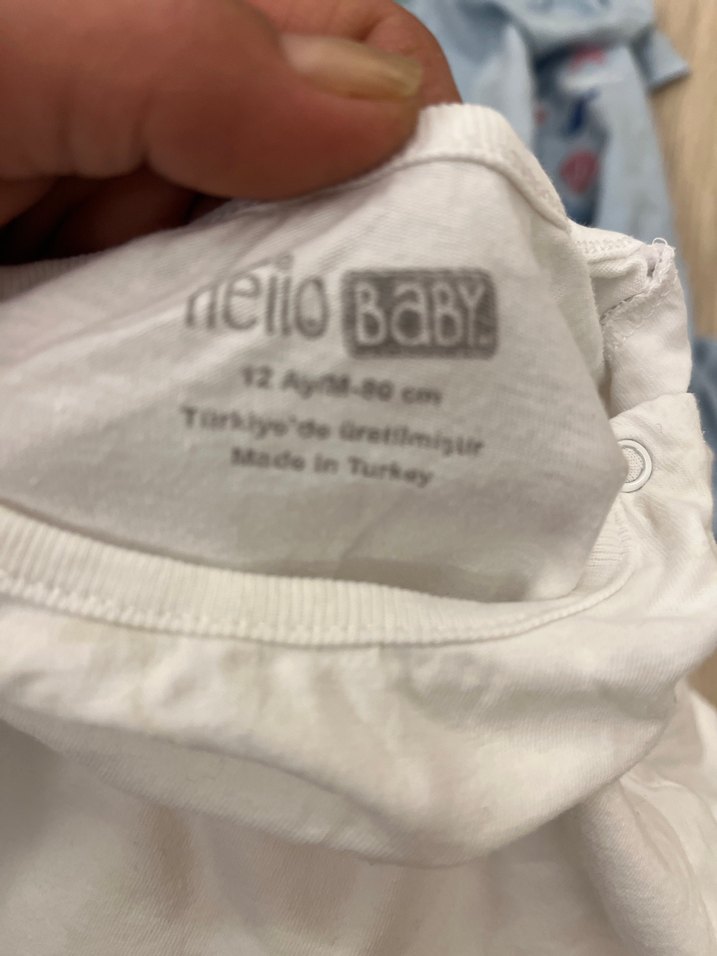 hello BABY
12 Ay/M-80 cm
Türkiye'de üretilmiştir
Made in Turkey